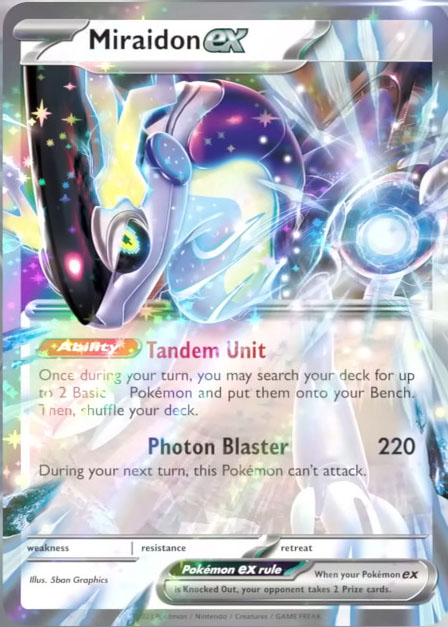 Miraidon ex
Ability Tandem Unit
Once during your turn, you may search your deck for up
to 2 Basic Pokémon and put them onto your Bench.
Then, shuffle your deck.
Photon Blaster 220
During your next turn, this Pokémon can't attack.
weakness resistance retreat
Illus. 5ban Graphics
Pokémon ex rule When your Pokémon ex
is Knocked Out, your opponent takes 2 Prize cards.
2023 Pokémon / Nintendo / Creatures / GAME FREAK